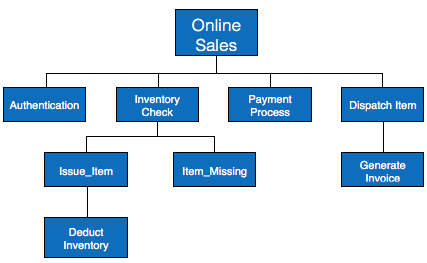 Online
Sales
Authentication
Inventory
Check
Payment
Process
Dispatch Item
Issue_Item
Item_Missing
Generate
Invoice
Deduct
Inventory